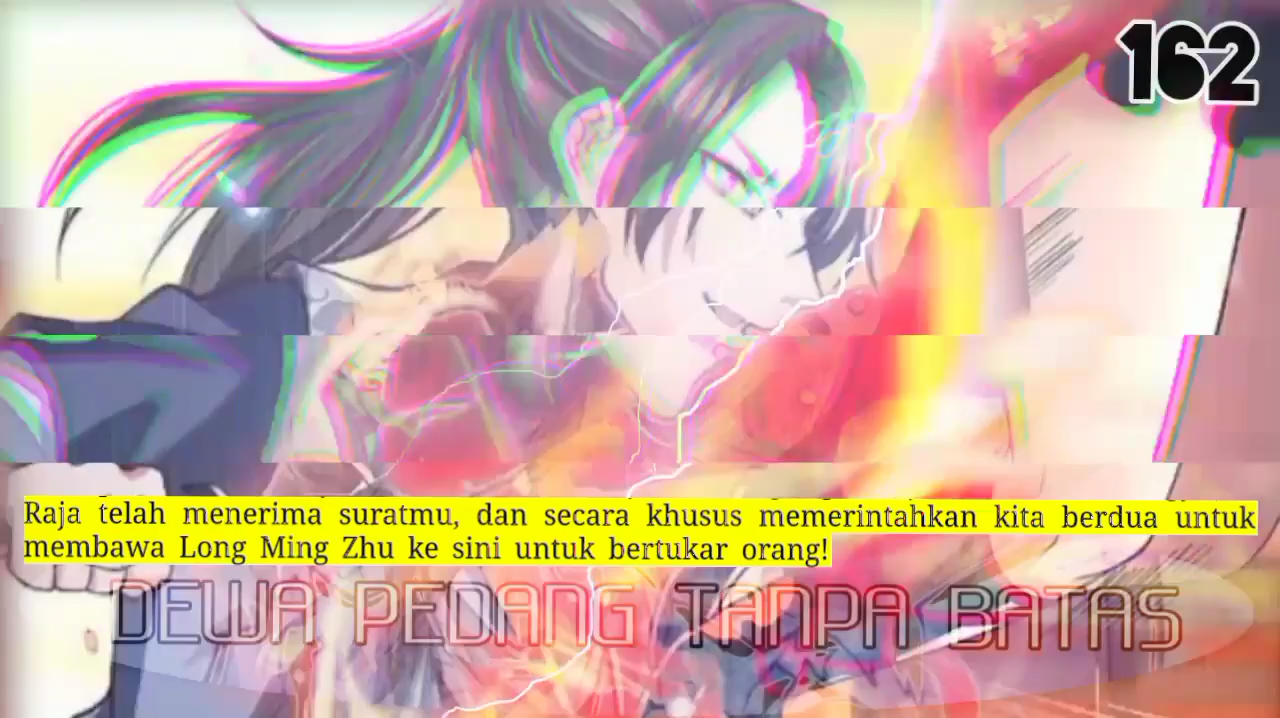 162
Raja telah menerima suratmu, dan secara khusus memerintahkan kita berdua untuk
membawa Long Ming Zhu ke sini untuk bertukar orang!
DEWA PEDANG TANPA BATAS